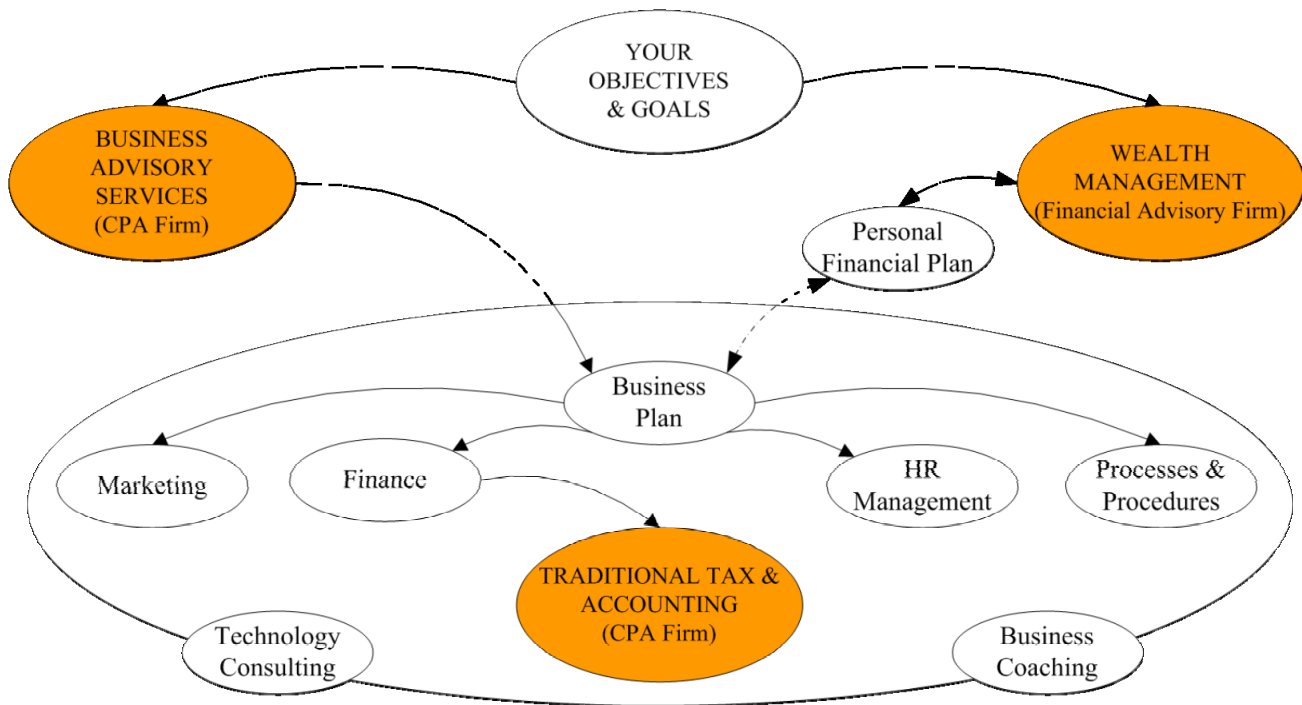 YOUR
OBJECTIVES
& GOALS
BUSINESS
ADVISORY
SERVICES
(CPA Firm)
WEALTH
MANAGEMENT
(Financial Advisory Firm)
Personal
Financial Plan
Business
Plan
Marketing
Finance
HR
Management
Processes &
Procedures
TRADITIONAL TAX &
ACCOUNTING
(CPA Firm)
Technology
Consulting
Business
Coaching